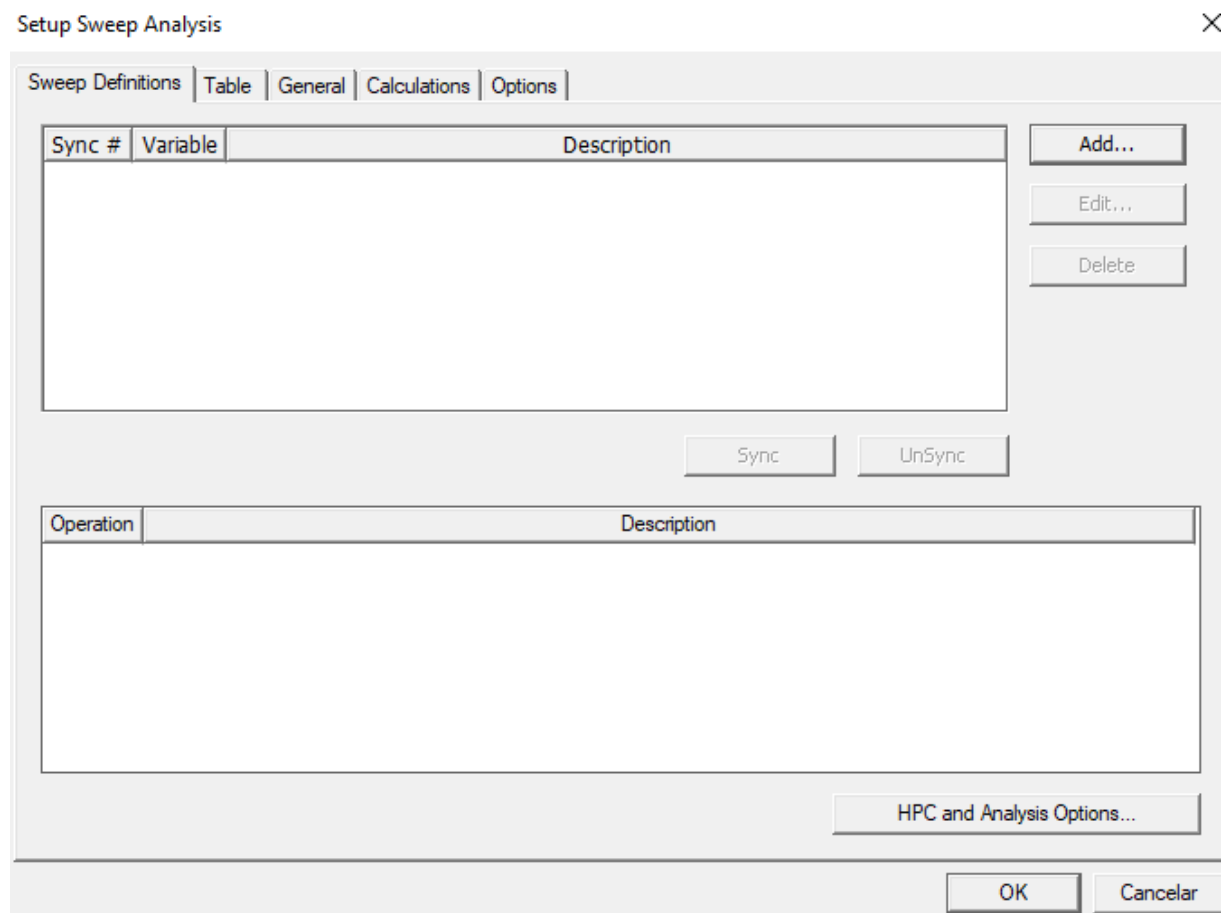 Setup Sweep Analysis
Sweep Definitions Table General Calculations Options
Sync # Variable Description
Add...
Edit...
Delete
Sync UnSync
Operation Description
HPC and Analysis Options...
OK Cancelar